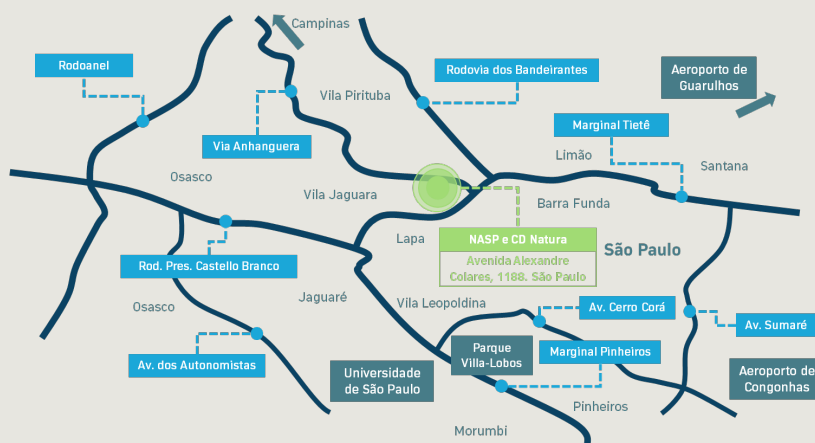 Campinas
Rodoanel
Rodovia dos Bandeirantes
Aeroporto de
Guarulhos
Vila Pirituba
Marginal Tietê
Via Anhanguera
Limão
Santana
Osasco
Vila Jaguara
Barra Funda
Lapa
NASP e CD Natura
Avenida Alexandre
Colares, 1188. São Paulo
São Paulo
Rod. Pres. Castello Branco
Jaguaré
Vila Leopoldina
Osasco
Av. Cerro Corá
Av. Sumaré
Av. dos Autonomistas
Parque
Villa-Lobos
Marginal Pinheiros
Universidade
de São Paulo
Aeroporto de
Congonhas
Pinheiros
Morumbi